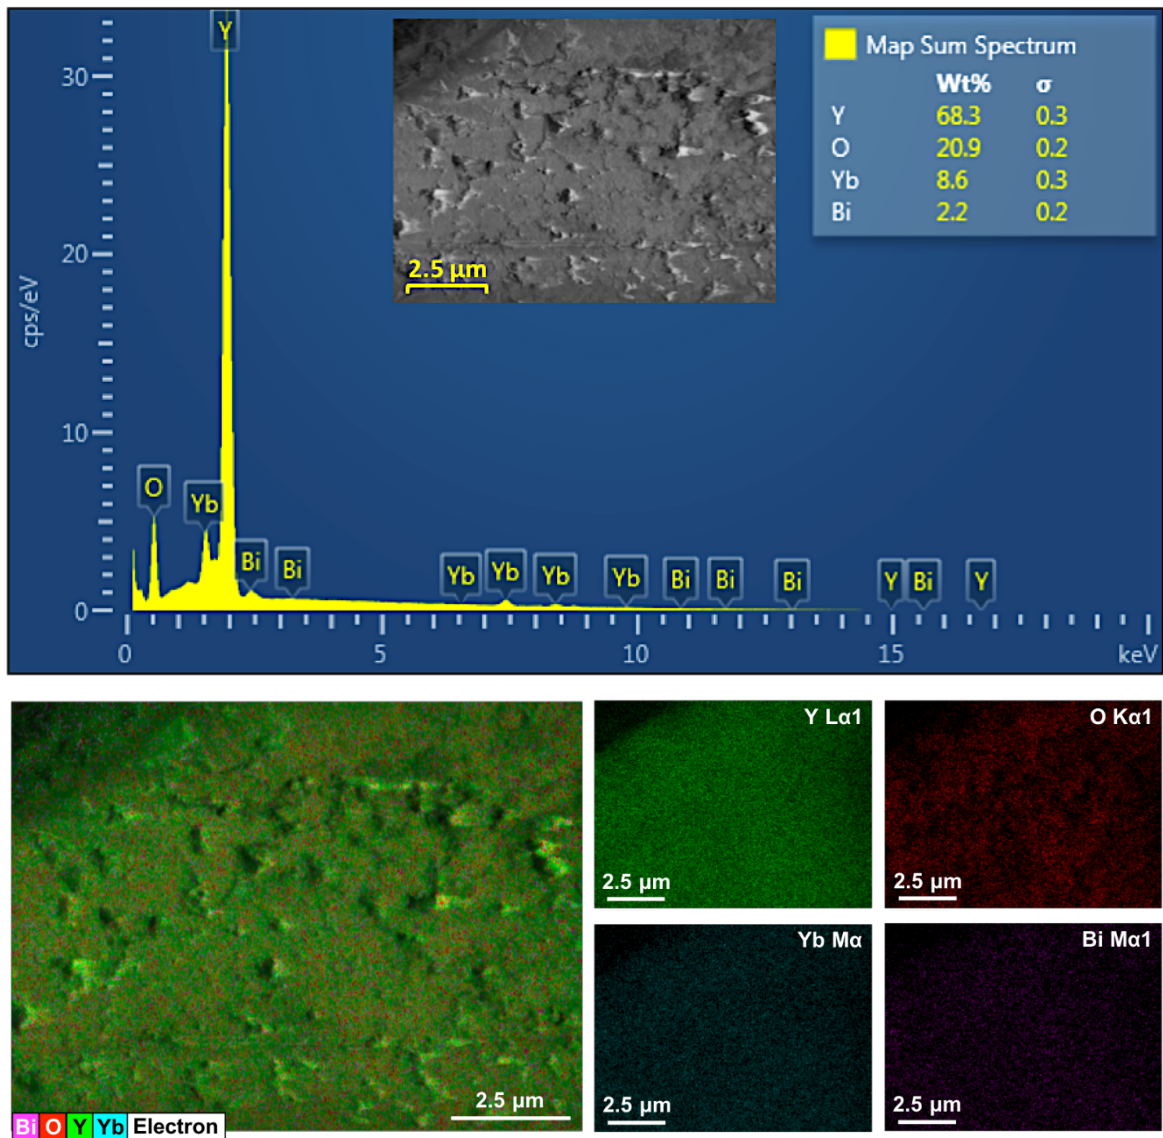 Map Sum Spectrum
Wt% σ
Y 68.3 0.3
O 20.9 0.2
Yb 8.6 0.3
Bi 2.2 0.2
2.5 µm
cps/eV
30
20
10
0
Y
O
Yb
Bi
Bi
Yb
Yb
Yb
Yb
Bi
Bi
Bi
Y
Bi
Y
0 5 10 15 keV
2.5 µm
Bi O Y Yb Electron
Y Lα1
2.5 µm
O Kα1
2.5 µm
Yb Mα
2.5 µm
Bi Mα1
2.5 µm